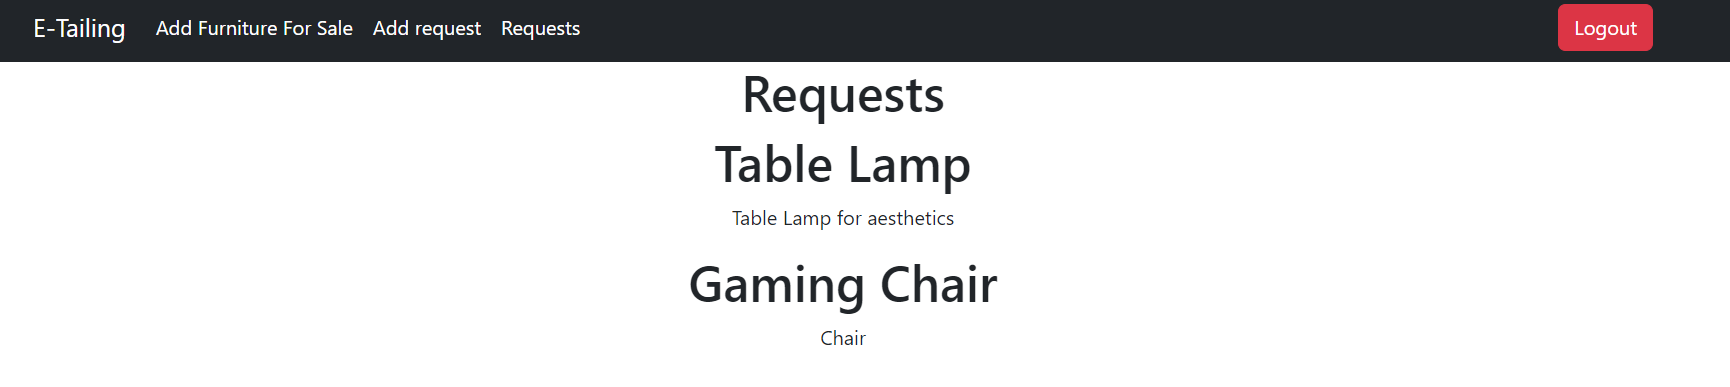 E-Tailing Add Furniture For Sale Add request Requests Logout
Requests
Table Lamp
Table Lamp for aesthetics
Gaming Chair
Chair